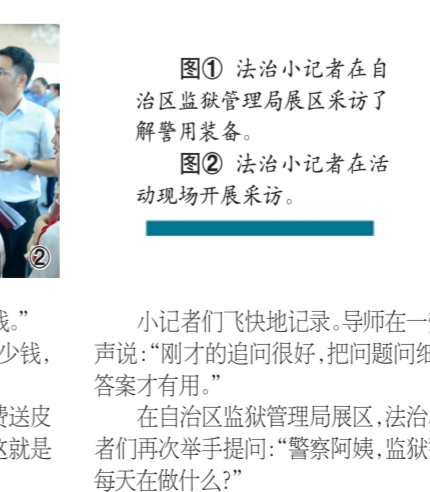 图① 法治小记者在自
治区监狱管理局展区采访了
解警用装备。
图② 法治小记者在活
动现场开展采访。
②
钱。”
少钱,
费送皮
这就是
小记者们飞快地记录。导师在一
声说:“刚才的追问很好,把问题问细
答案才有用。”
在自治区监狱管理局展区,法治
者们再次举手提问:“警察阿姨,监狱
每天在做什么?”